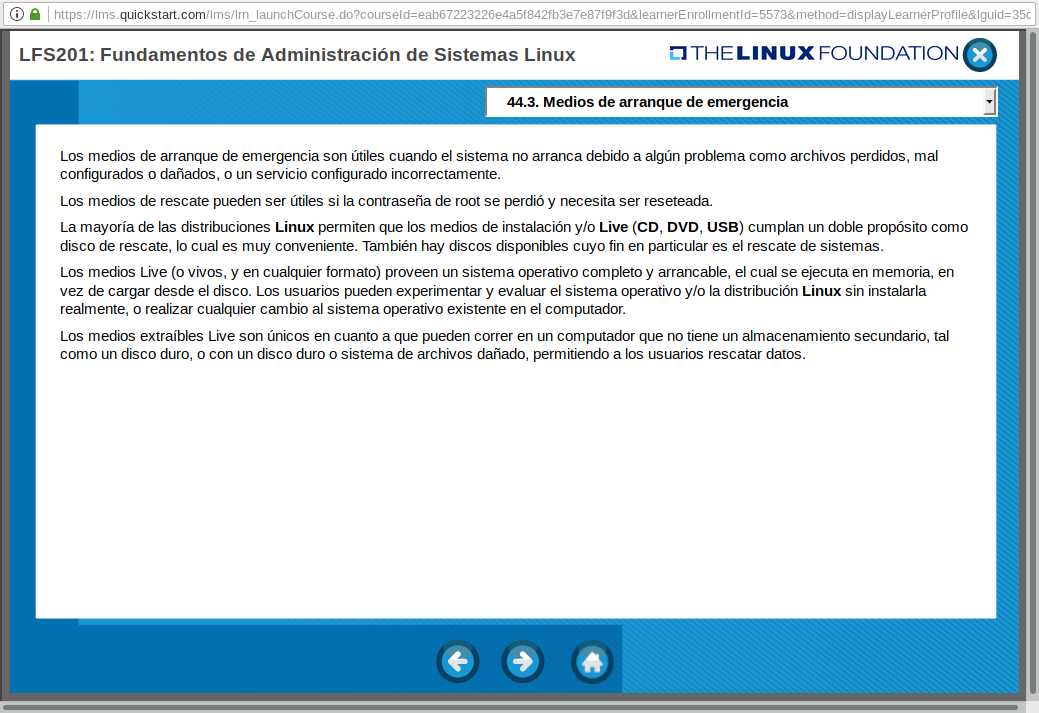 https://lms.quickstart.com/lms/lrn_launchCourse.do?courseId=eab67223226e4a5f842fb3e7e87f9f3d&learnerEnrollmentId=5573&method=displayLearnerProfile&lguid=35c
LFS201: Fundamentos de Administración de Sistemas Linux
THE LINUX FOUNDATION
44.3. Medios de arranque de emergencia
Los medios de arranque de emergencia son útiles cuando el sistema no arranca debido a algún problema como archivos perdidos, mal
configurados o dañados, o un servicio configurado incorrectamente.
Los medios de rescate pueden ser útiles si la contraseña de root se perdió y necesita ser reseteada.
La mayoría de las distribuciones Linux permiten que los medios de instalación y/o Live (CD, DVD, USB) cumplan un doble propósito como
disco de rescate, lo cual es muy conveniente. También hay discos disponibles cuyo fin en particular es el rescate de sistemas.
Los medios Live (o vivos, y en cualquier formato) proveen un sistema operativo completo y arrancable, el cual se ejecuta en memoria, en
vez de cargar desde el disco. Los usuarios pueden experimentar y evaluar el sistema operativo y/o la distribución Linux sin instalarla
realmente, o realizar cualquier cambio al sistema operativo existente en el computador.
Los medios extraíbles Live son únicos en cuanto a que pueden correr en un computador que no tiene un almacenamiento secundario, tal
como un disco duro, o con un disco duro o sistema de archivos dañado, permitiendo a los usuarios rescatar datos.